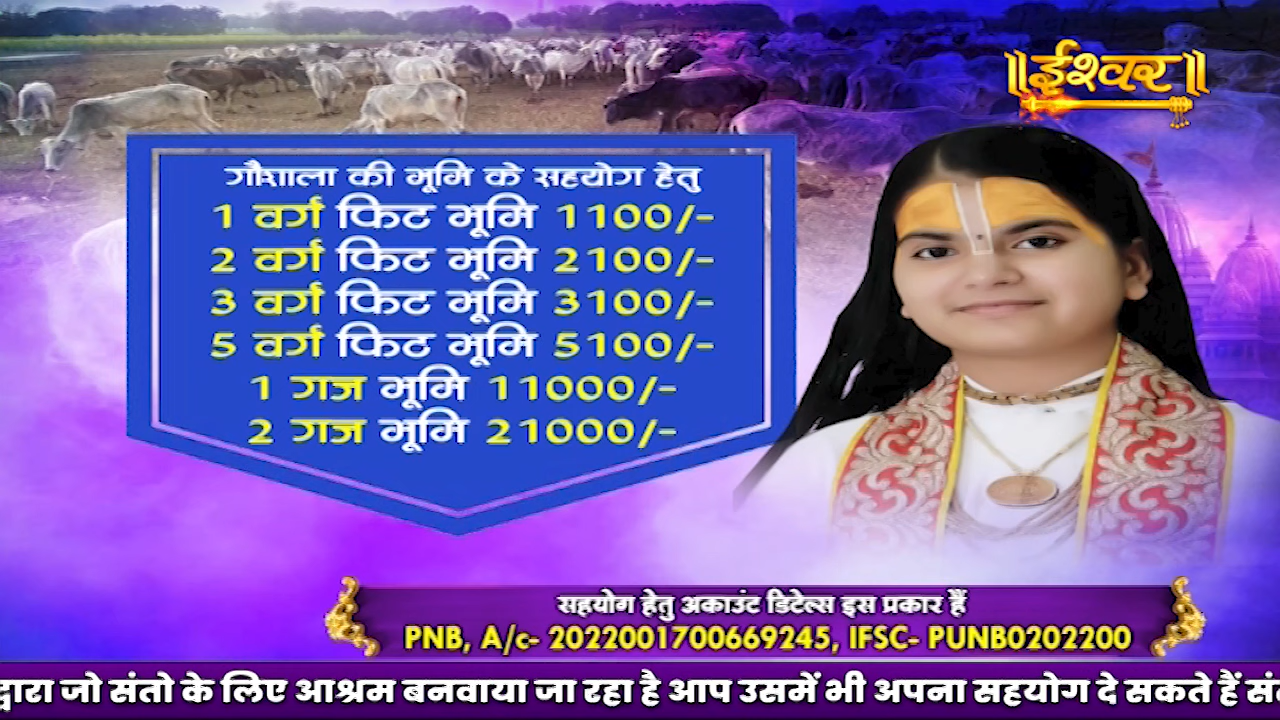 ॥ईश्वर॥
गौशाला की भूमि के सहयोग हेतु
1 वर्ग फिट भूमि 1100/-
2 वर्ग फिट भूमि 2100/-
3 वर्ग फिट भूमि 3100/-
5 वर्ग फिट भूमि 5100/-
1 गज भूमि 11000/-
2 गज भूमि 21000/-
सहयोग हेतु अकाउंट डिटेल्स इस प्रकार हैं
PNB, A/c- 2022001700669245, IFSC- PUNB0202200
द्वारा जो संतो के लिए आश्रम बनवाया जा रहा है आप उसमें भी अपना सहयोग दे सकते हैं